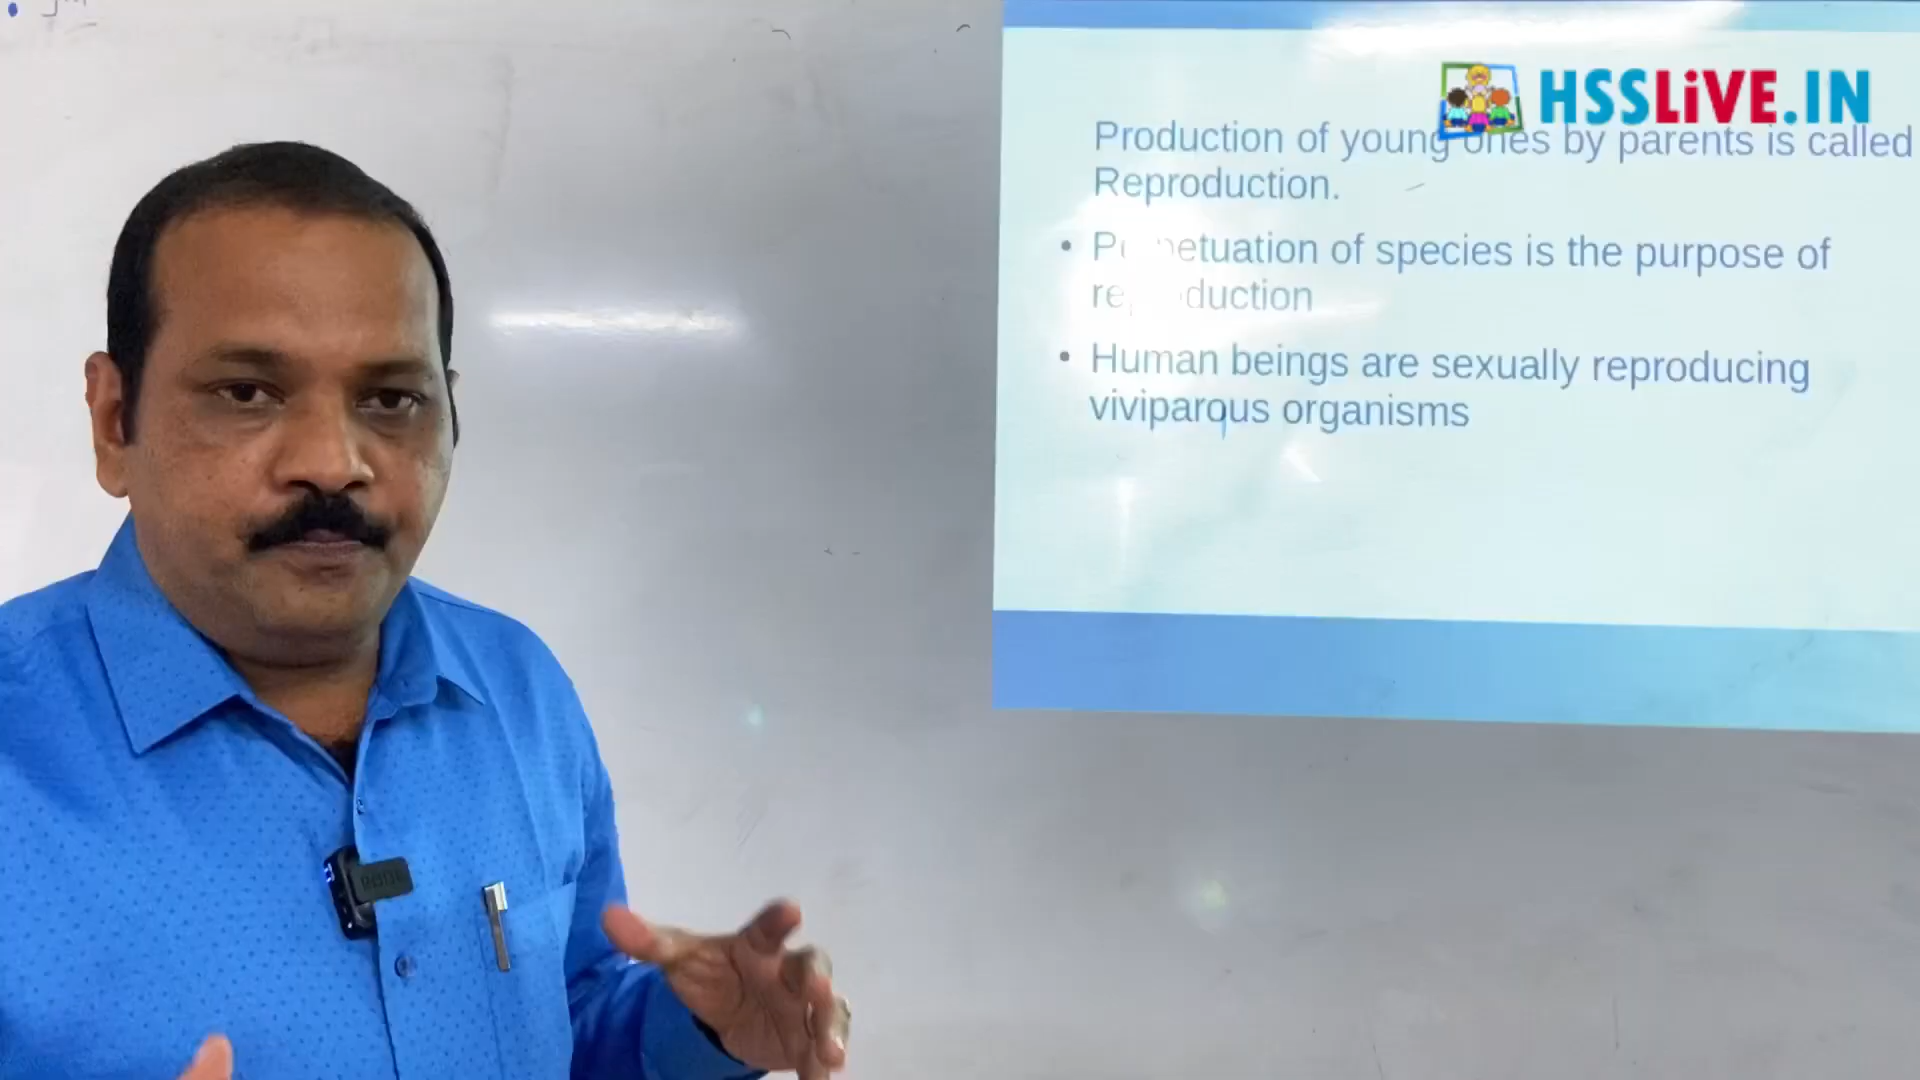 HSSLiVE.IN
Production of young ones by parents is called
Reproduction.
• Perpetuation of species is the purpose of
reproduction
• Human beings are sexually reproducing
viviparous organisms
RODE